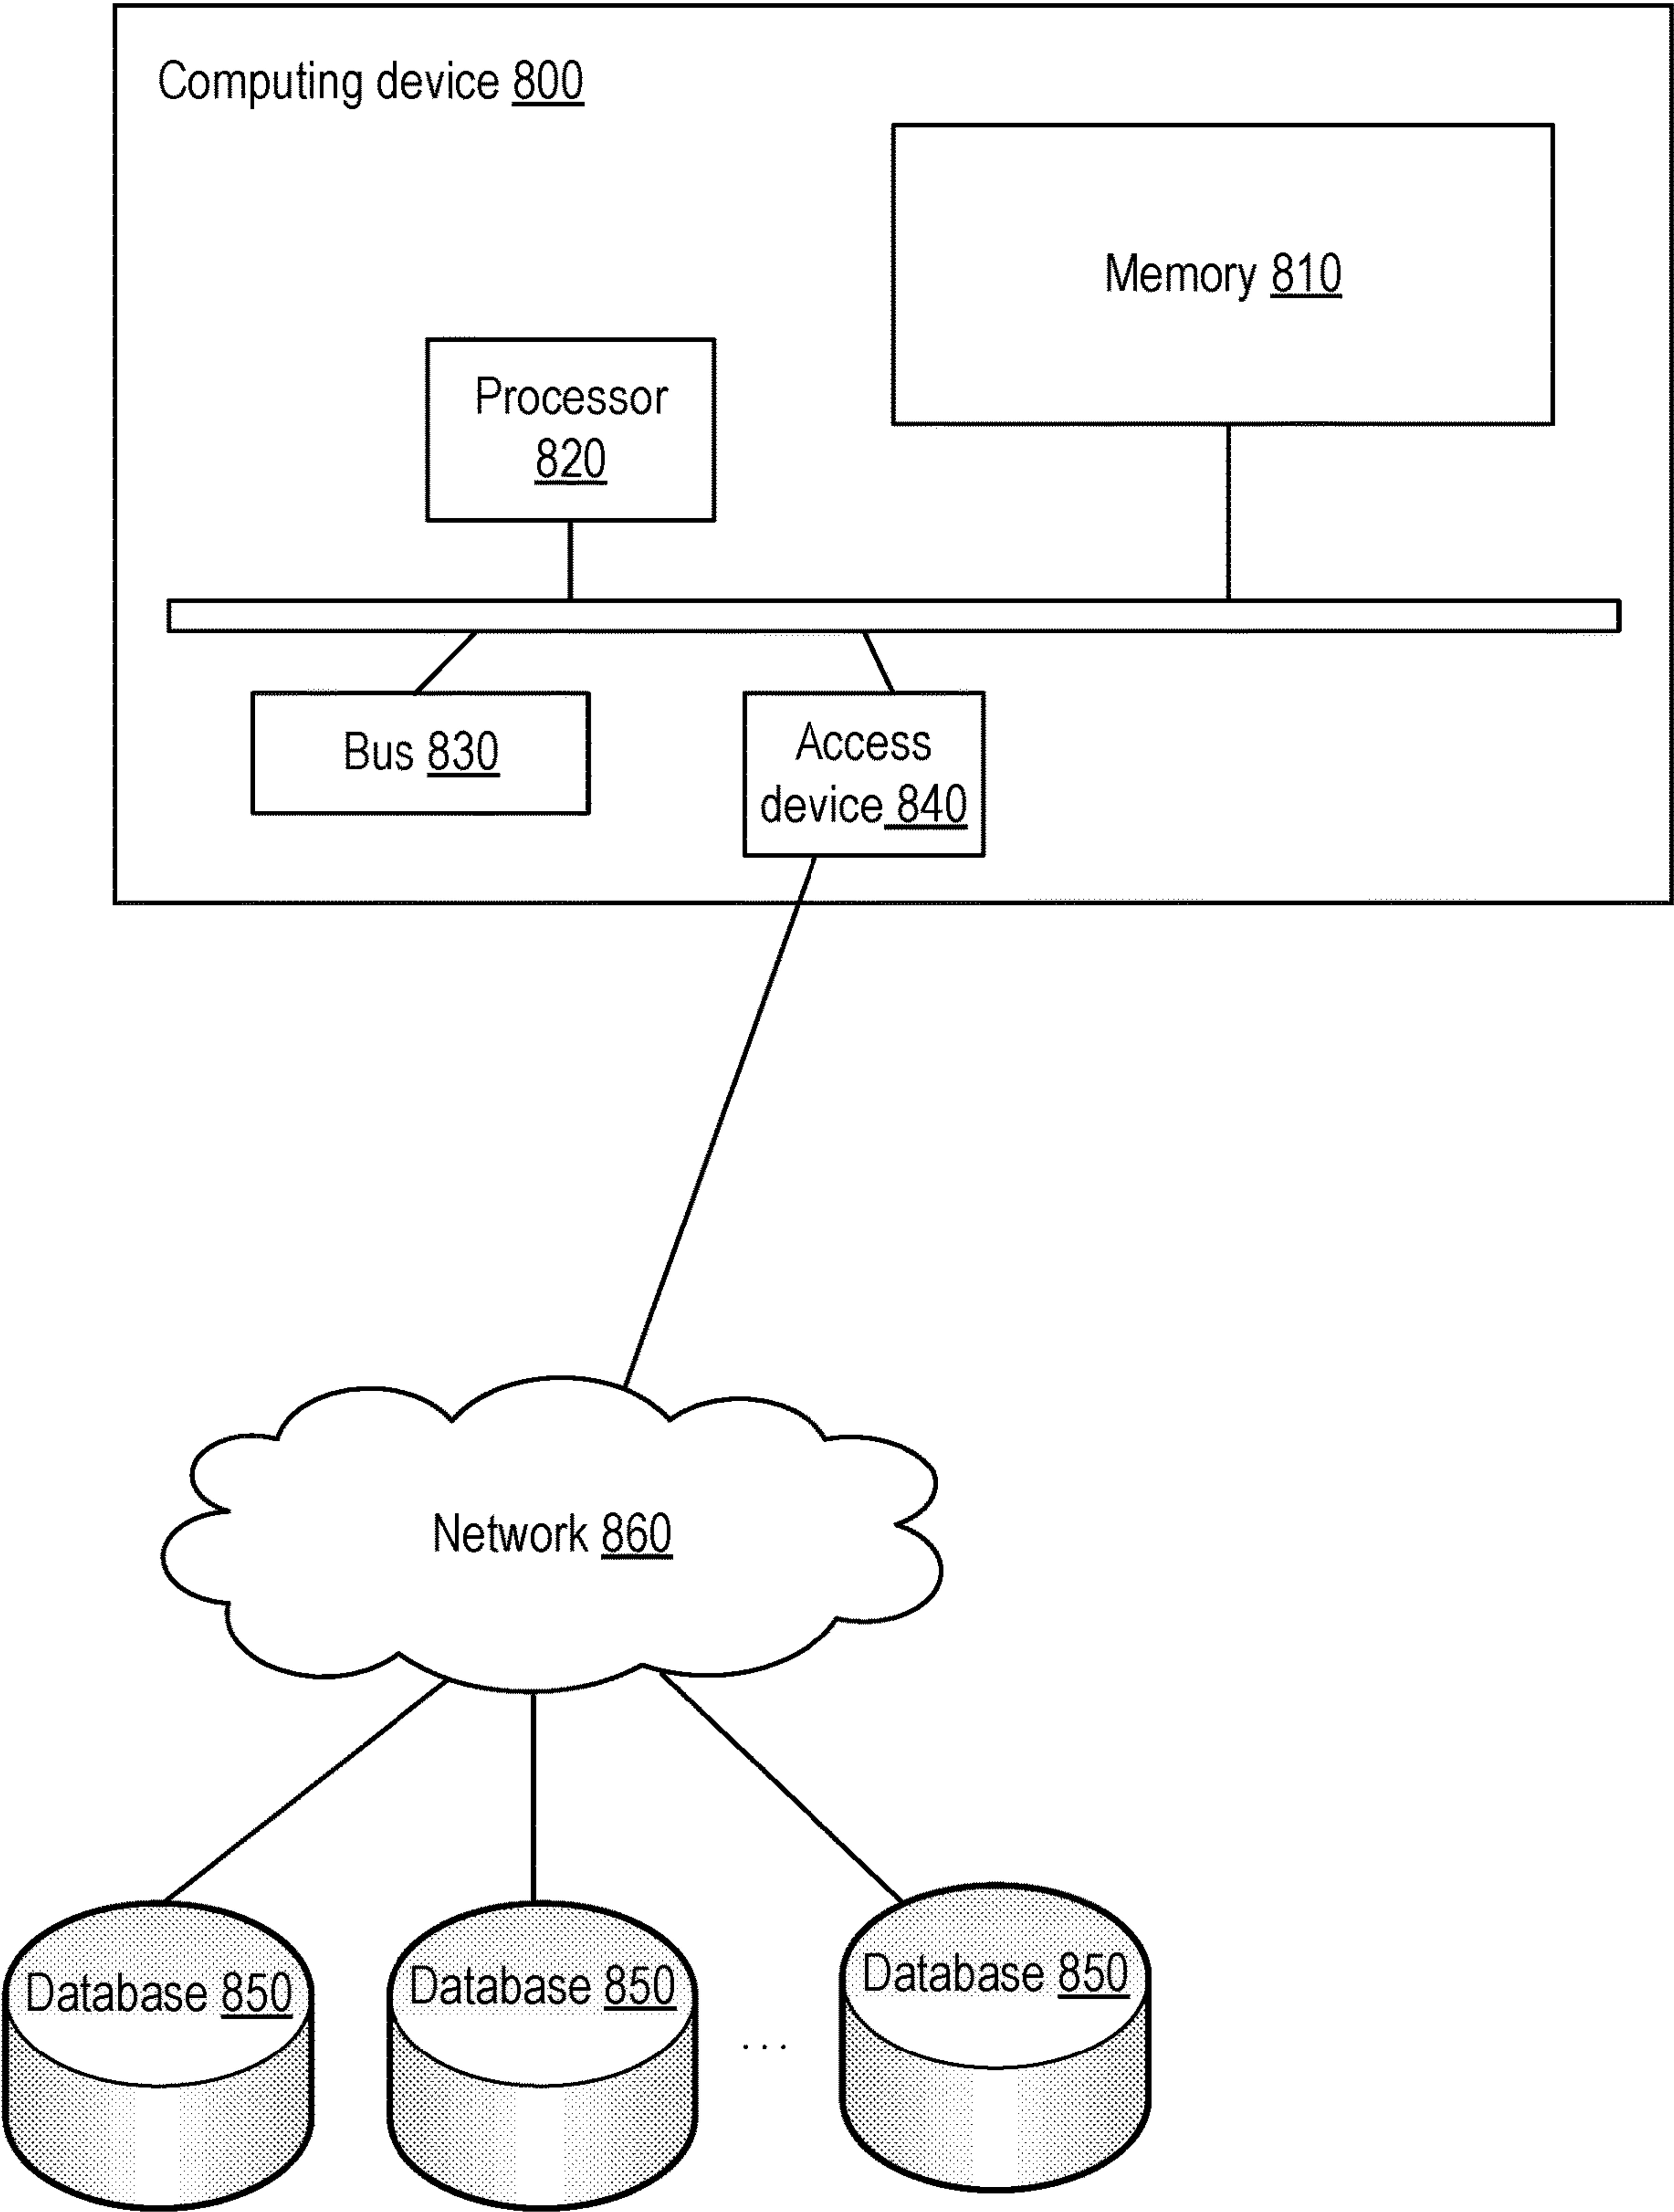 Computing device 800
Memory 810
Processor
820
Bus 830
Access
device 840
Network 860
Database 850
Database 850
...
Database 850